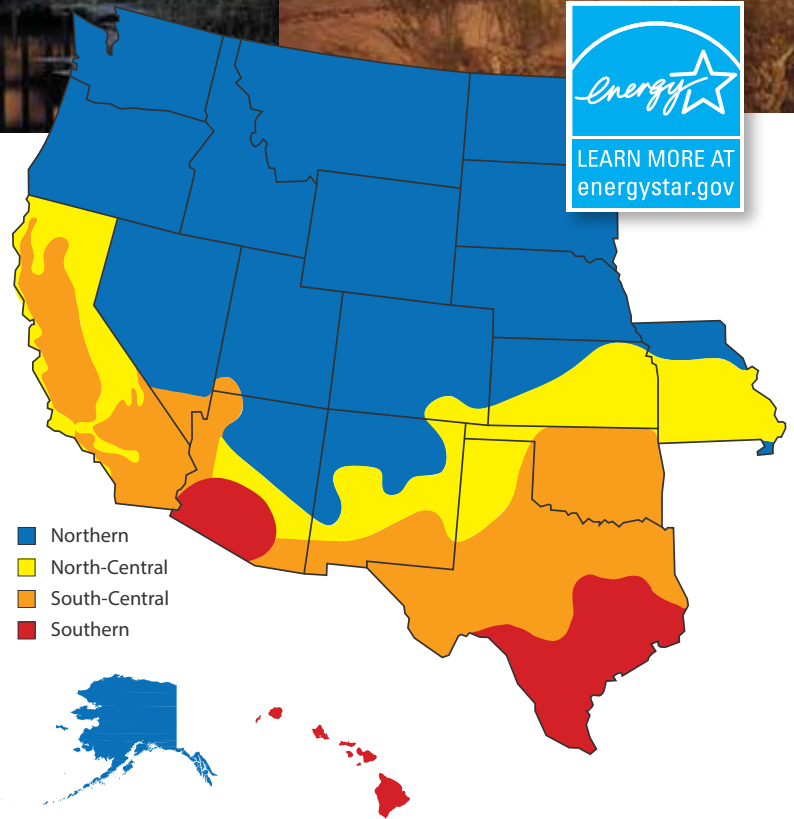 energy
LEARN MORE AT
energystar.gov
Northern
North-Central
South-Central
Southern